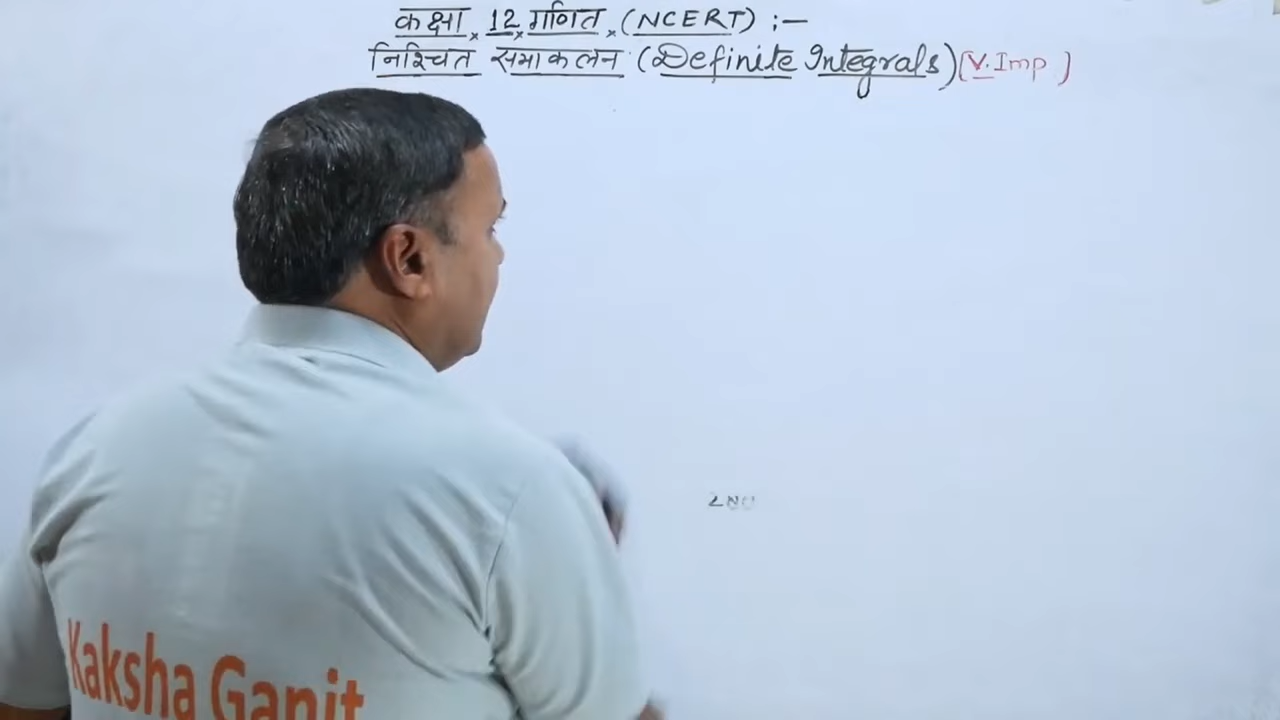 कक्षा × 12 × गणित × (NCERT) :-
निश्चित समाकलन (Definite Integrals) [V. Imp ]
Kaksha Ganit